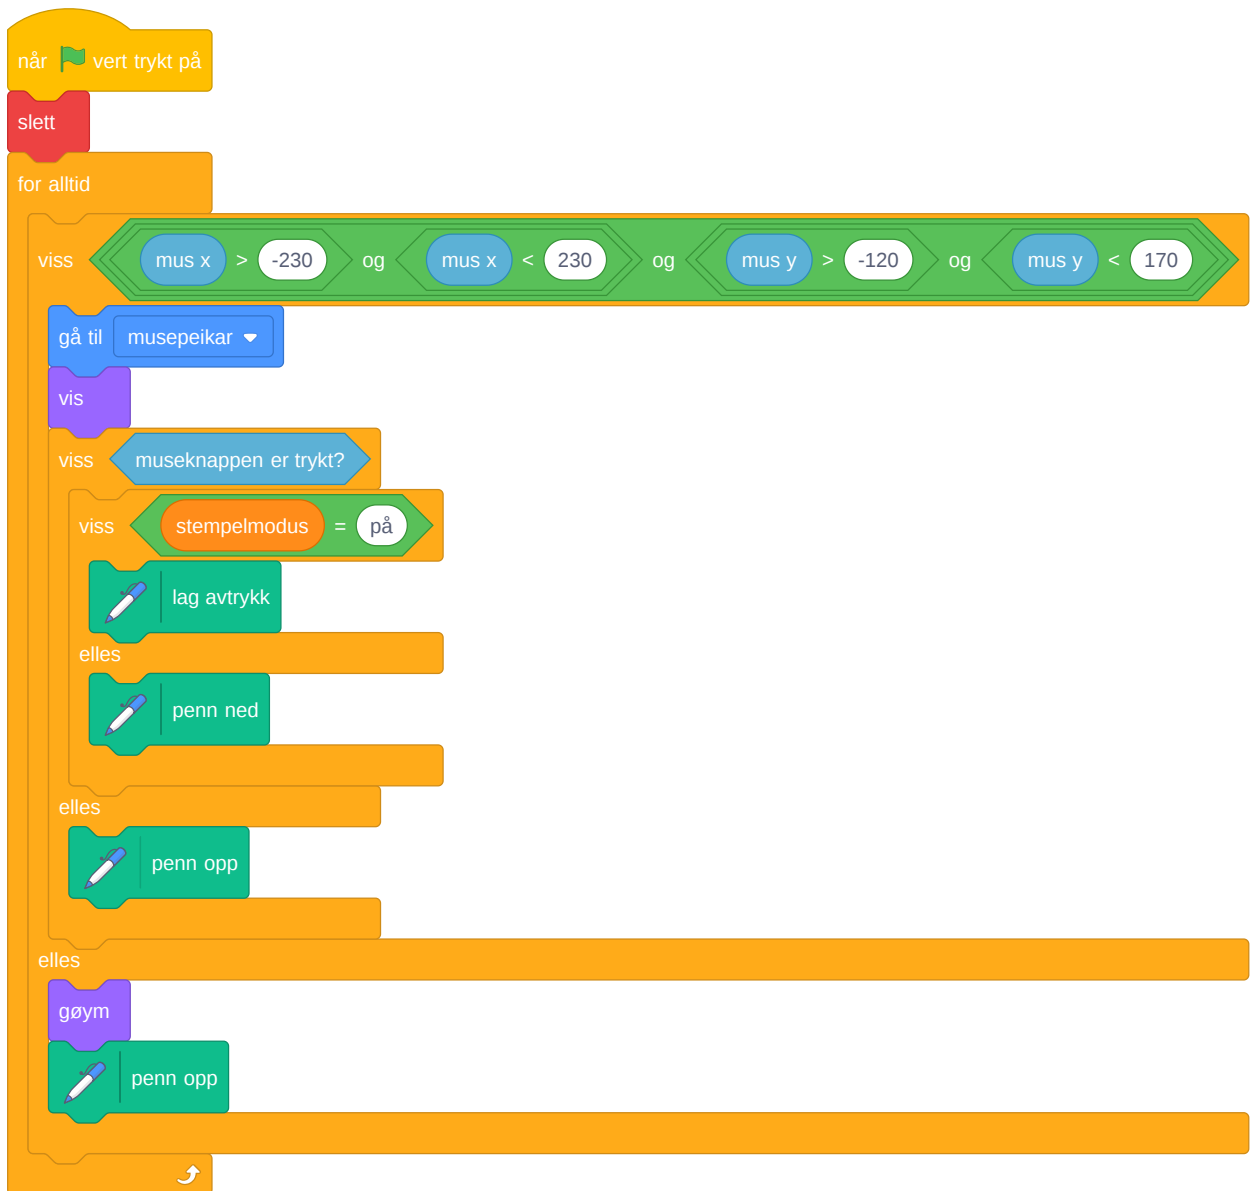 når vert trykt på
slett
for alltid
viss mus x > -230 og mus x < 230 og mus y > -120 og mus y < 170
gå til musepeikar
vis
viss museknappen er trykt?
viss stempelmodus = på
lag avtrykk
elles
penn ned
elles
penn opp
elles
gøym
penn opp